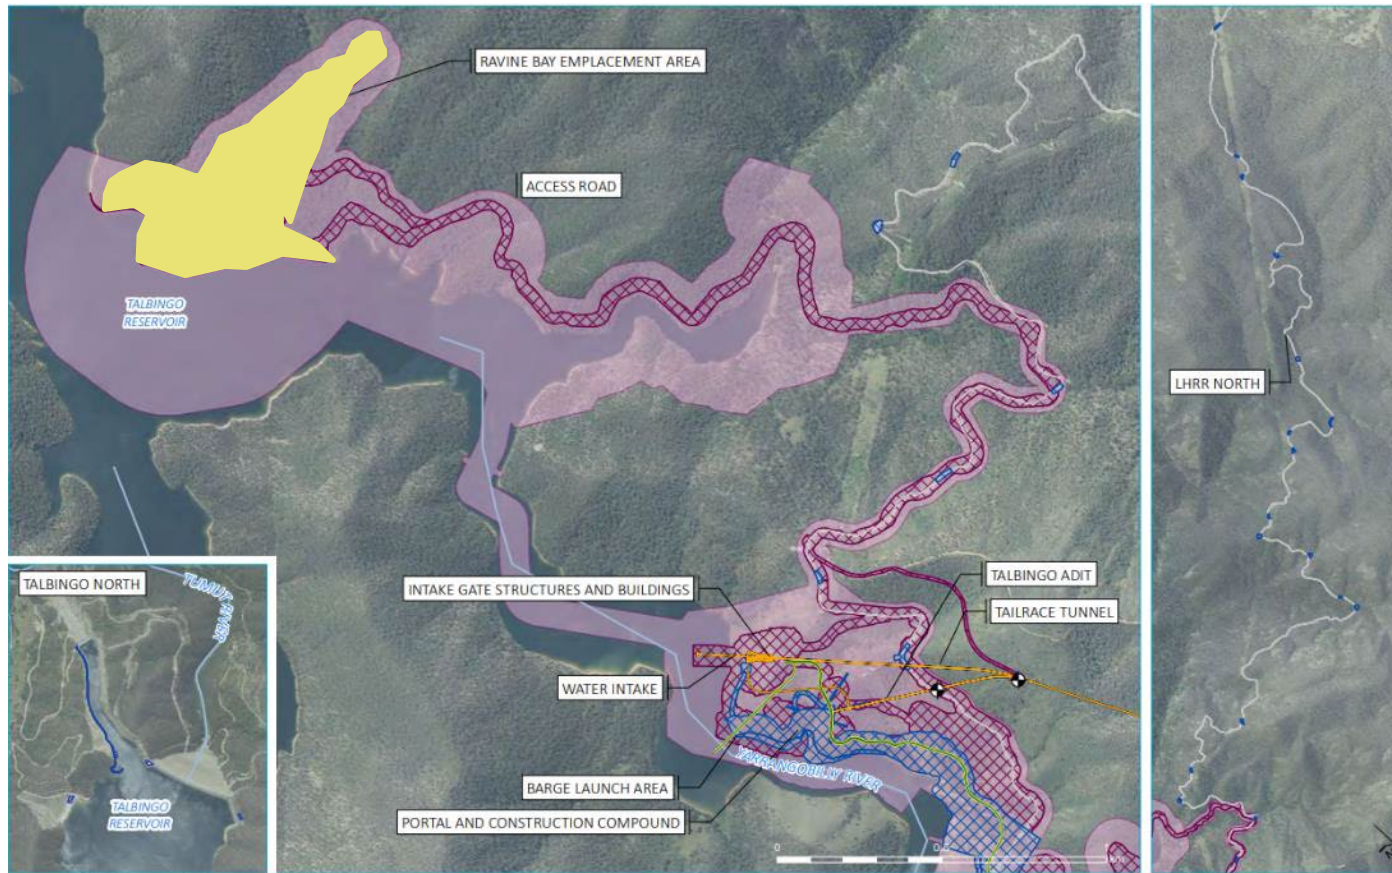 RAVINE BAY EMPLACEMENT AREA
ACCESS ROAD
TALBINGO
RESERVOIR
LHRR NORTH
TALBINGO NORTH
TUMUT RIVER
TALBINGO
RESERVOIR
INTAKE GATE STRUCTURES AND BUILDINGS
TALBINGO ADIT
TAILRACE TUNNEL
WATER INTAKE
YARRANGOBILLY RIVER
BARGE LAUNCH AREA
PORTAL AND CONSTRUCTION COMPOUND
0